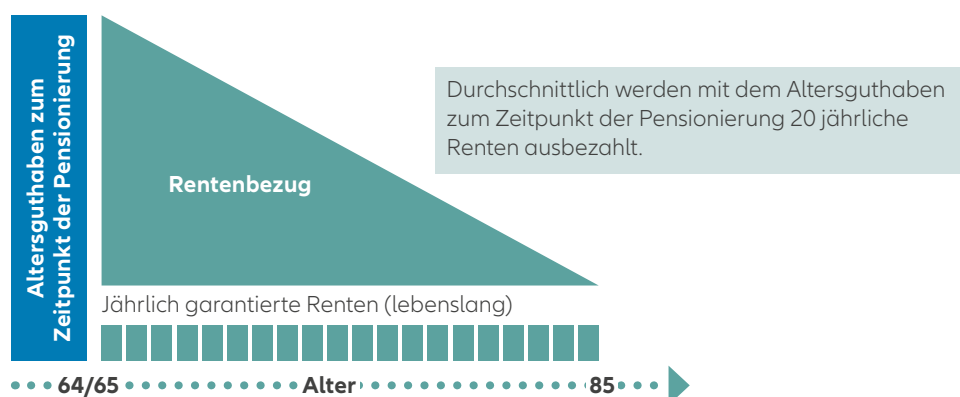 Altersguthaben zum
Zeitpunkt der Pensionierung
Durchschnittlich werden mit dem Altersguthaben
zum Zeitpunkt der Pensionierung 20 jährliche
Renten ausbezahlt.
Rentenbezug
Jährlich garantierte Renten (lebenslang)
64/65 Alter 85